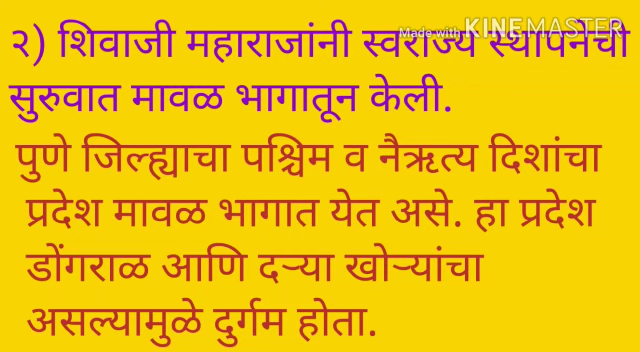 २) शिवाजी महाराजांनी स्वराज्य स्थापनेची
Made with KINEMASTER
सुरुवात मावळ भागातून केली.
पुणे जिल्ह्याचा पश्चिम व नैऋत्य दिशांचा
प्रदेश मावळ भागात येत असे. हा प्रदेश
डोंगराळ आणि दऱ्या खोऱ्यांचा
असल्यामुळे दुर्गम होता.